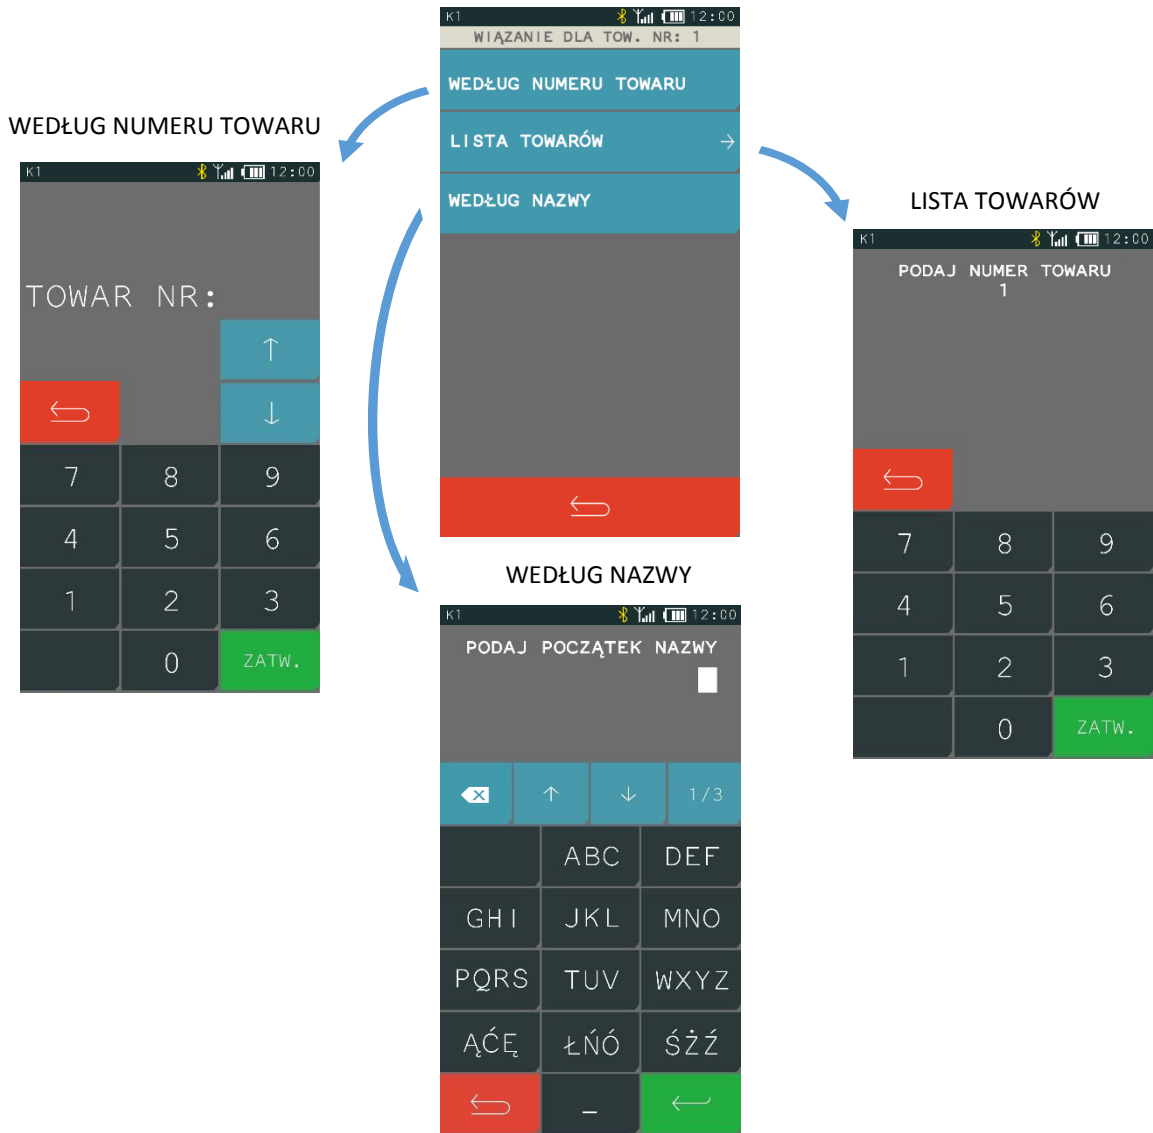 K1 12:00
WIĄZANIE DLA TOW. NR: 1
WEDŁUG NUMERU TOWARU
LISTA TOWARÓW →
WEDŁUG NAZWY
WEDŁUG NUMERU TOWARU
K1 12:00
TOWAR NR:
↑
↓
7 8 9
4 5 6
1 2 3
0 ZATW.
LISTA TOWARÓW
K1 12:00
PODAJ NUMER TOWARU
1
7 8 9
4 5 6
1 2 3
0 ZATW.
WEDŁUG NAZWY
K1 12:00
PODAJ POCZĄTEK NAZWY
↑ ↓ 1/3
ABC DEF
GHI JKL MNO
PQRS TUV WXYZ
ĄĆĘ ŁŃÓ ŚŻŹ
_